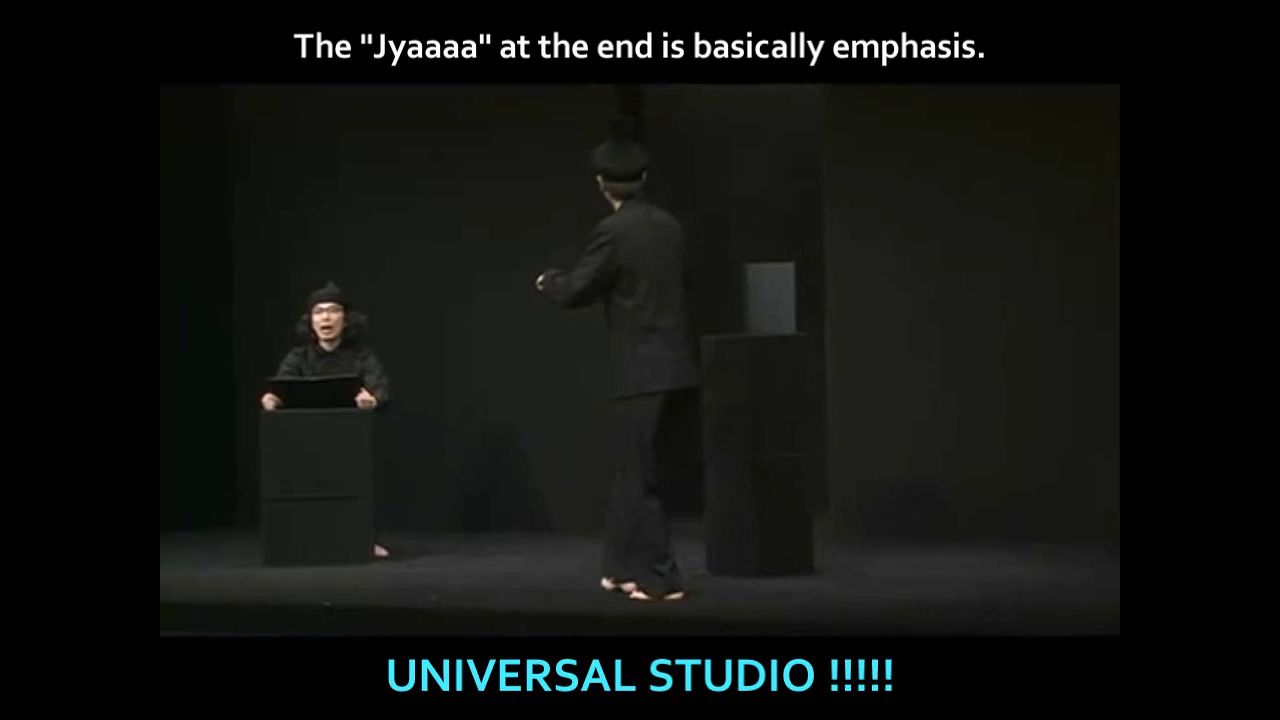 The "Jyaaaa" at the end is basically emphasis.
UNIVERSAL STUDIO !!!!!